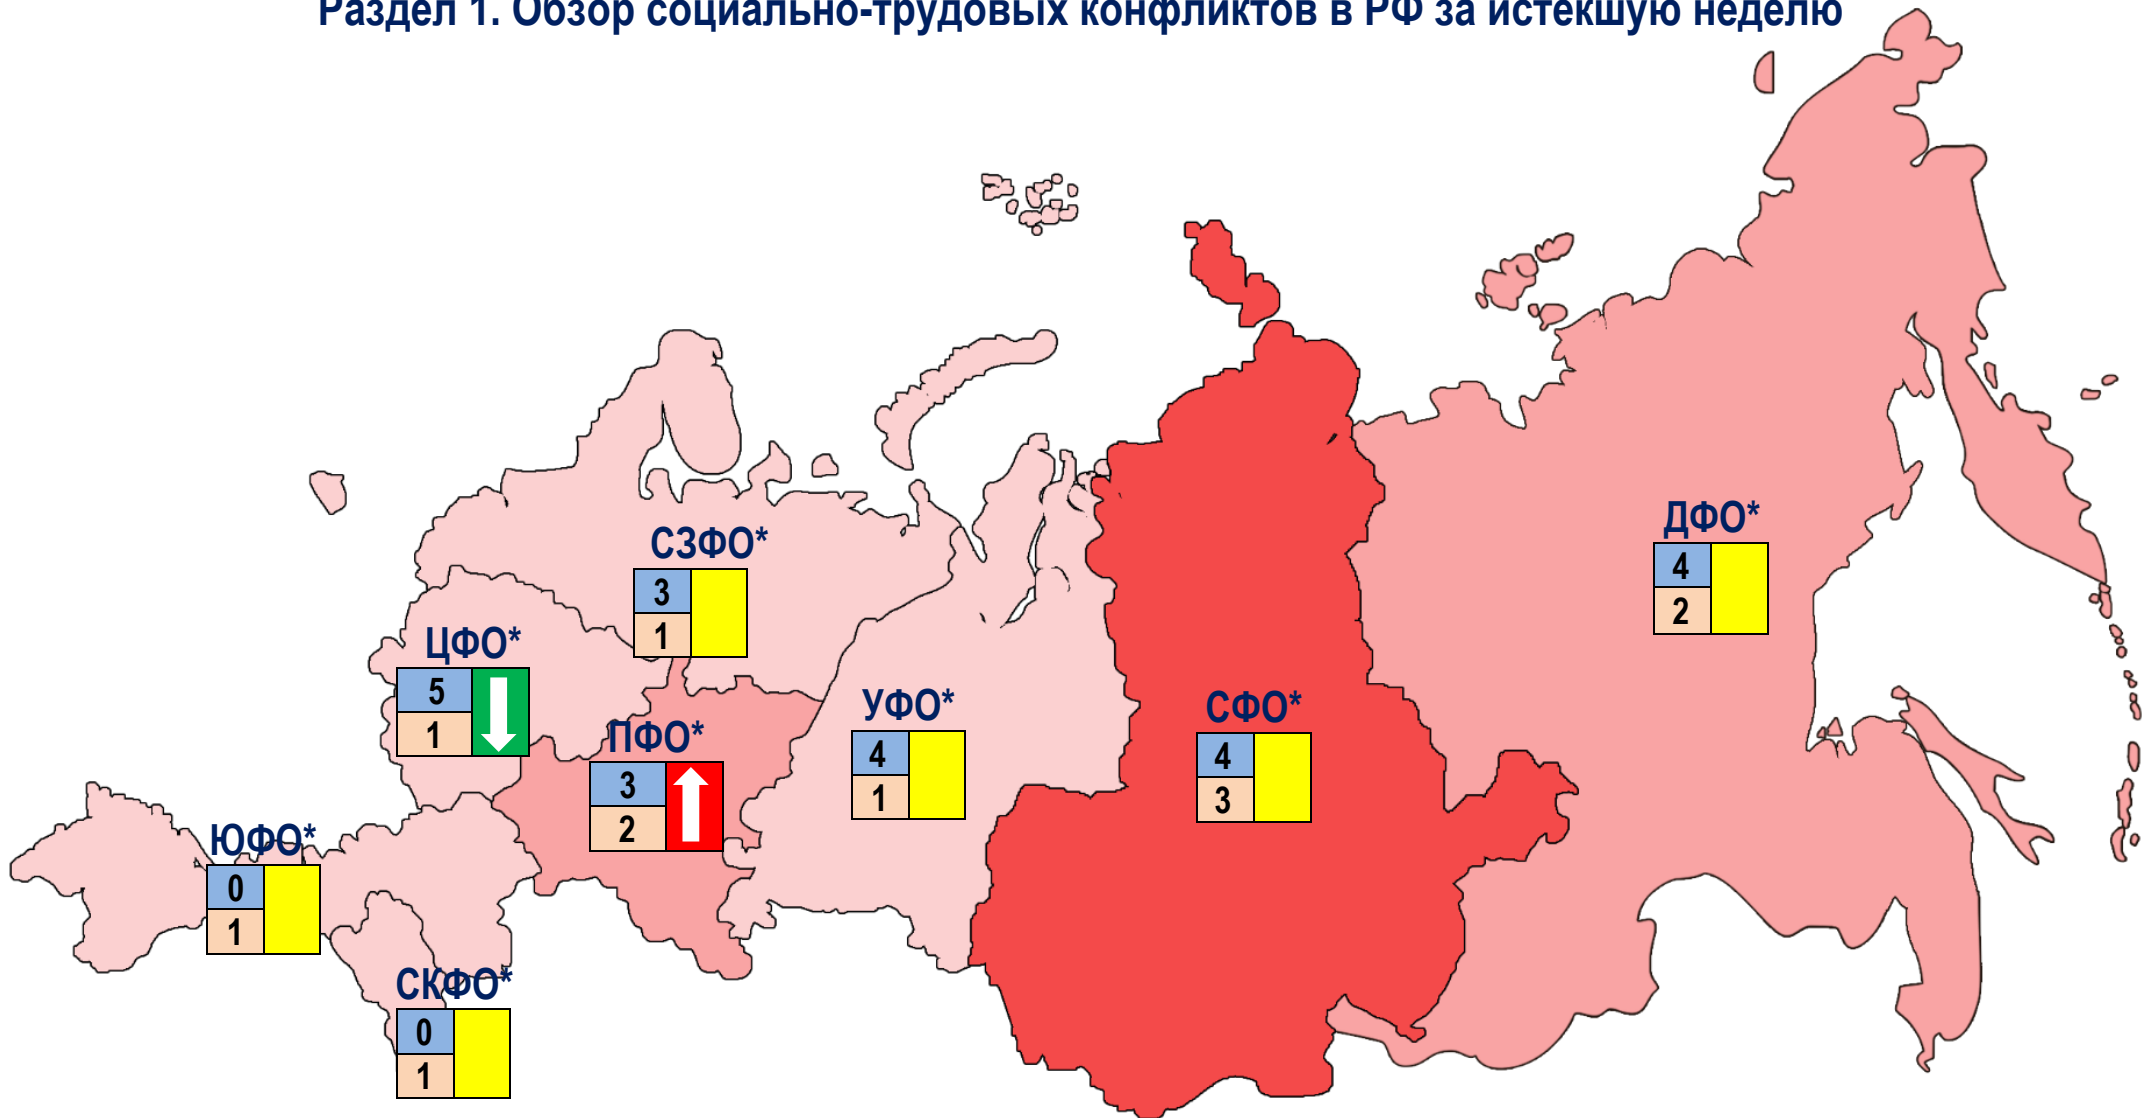 Раздел 1. Обзор социально-трудовых конфликтов в РФ за истекшую неделю
ДФО*
4
2
СЗФО*
3
1
ЦФО*
5
1
УФО*
4
1
СФО*
4
3
ПФО*
3
2
ЮФО*
0
1
СКФО*
0
1